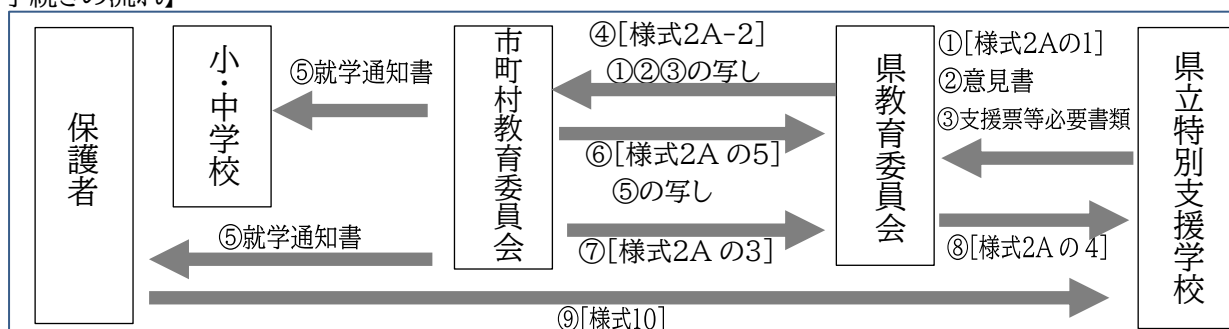 手続きの流れ】
保護者
小・中学校
⑤就学通知書
⑤就学通知書
市町村教育委員会
④[様式2A-2]
①②③の写し
⑥[様式2A の5]
⑤の写し
⑦[様式2A の3]
県教育委員会
①[様式2Aの1]
②意見書
③支援票等必要書類
⑧[様式2A の 4]
県立特別支援学校
⑨[様式10]